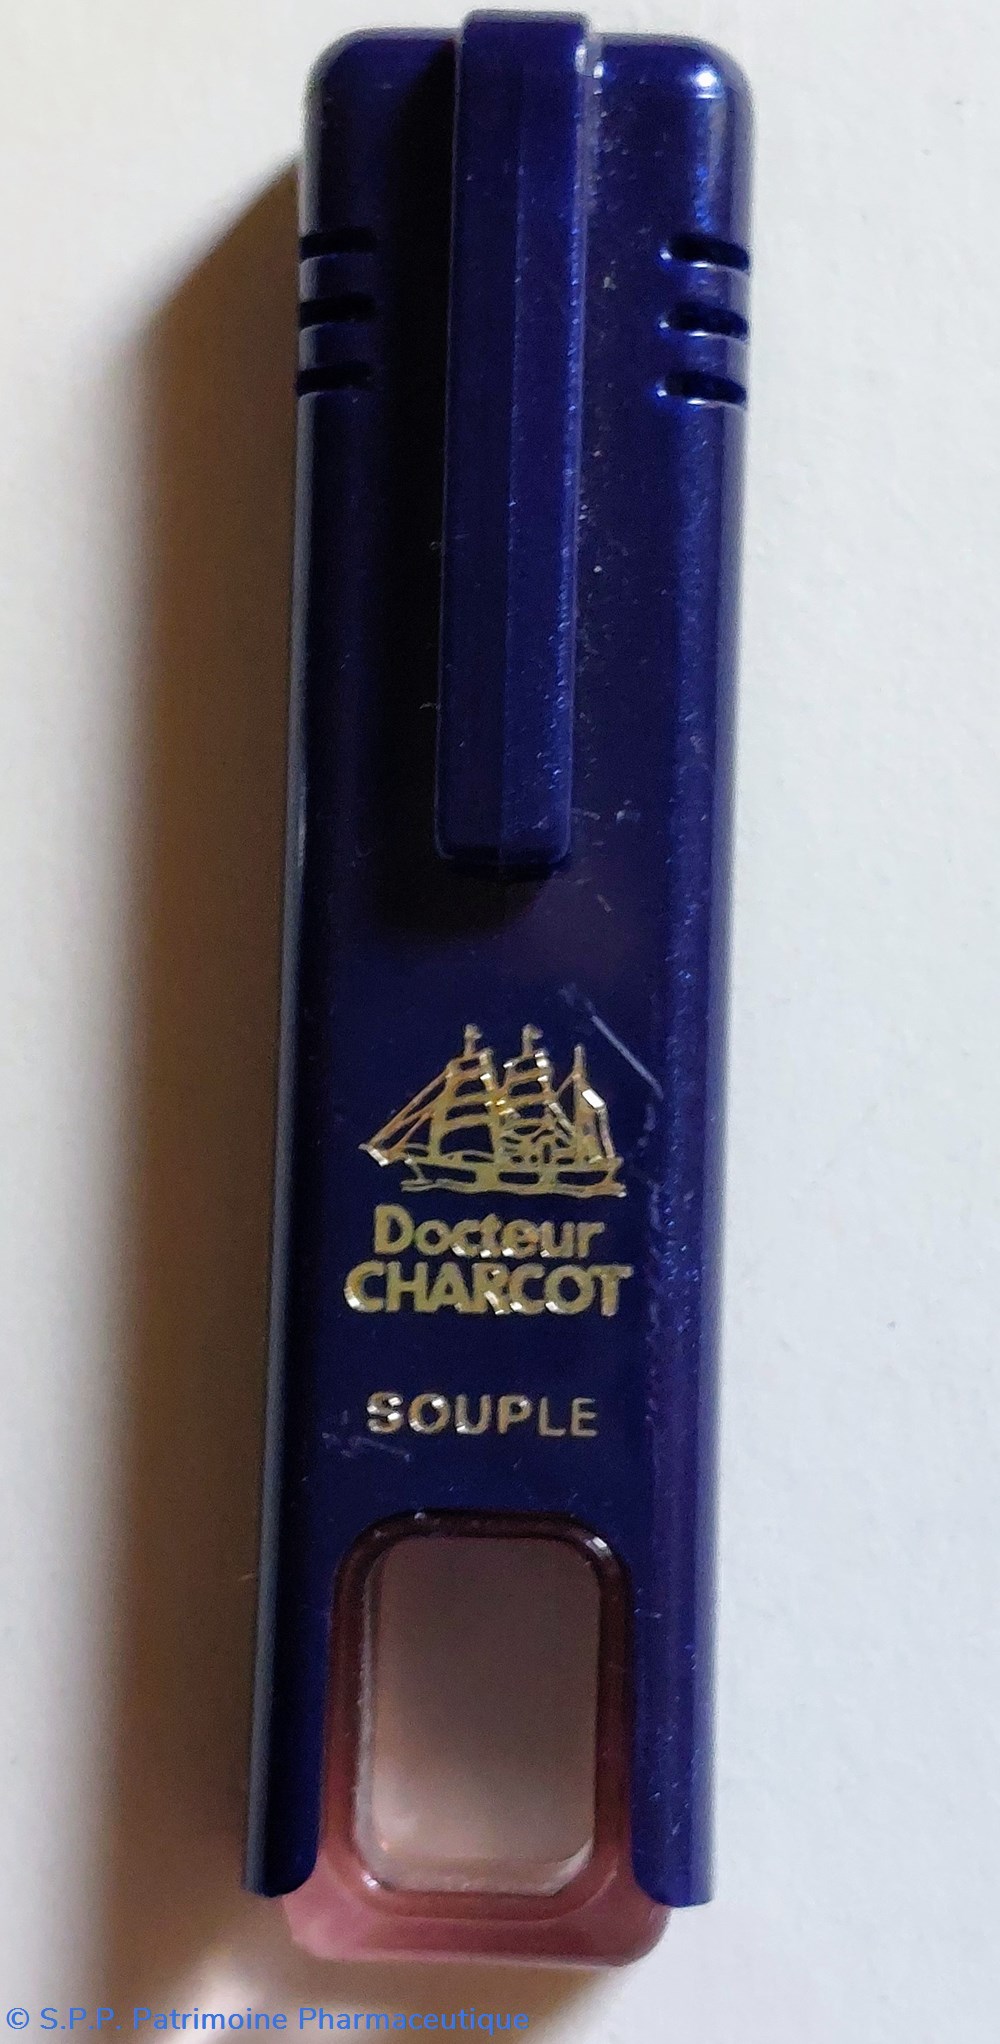 Docteur
CHARCOT
SOUPLE
© S.P.P. Patrimoine Pharmaceutique